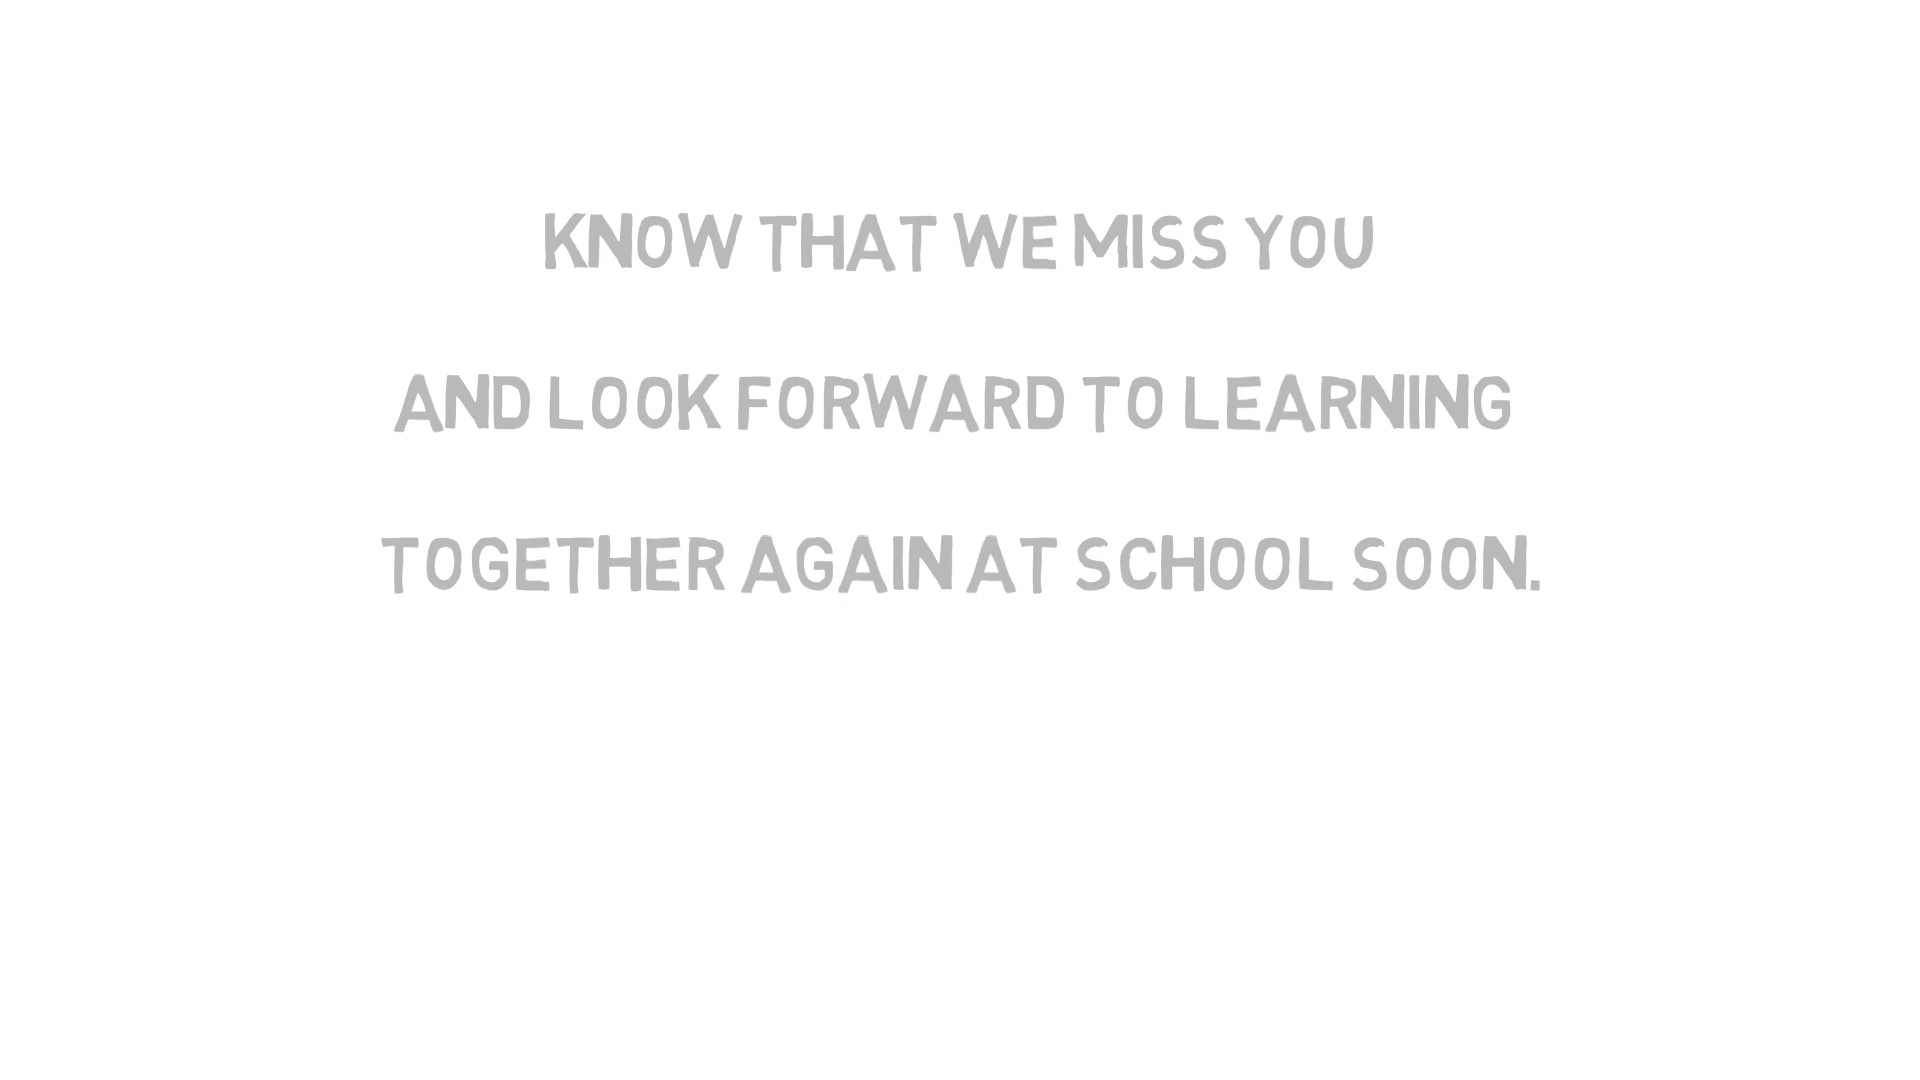 KNOW THAT WE MISS YOU
AND LOOK FORWARD TO LEARNING
TOGETHER AGAIN AT SCHOOL SOON.